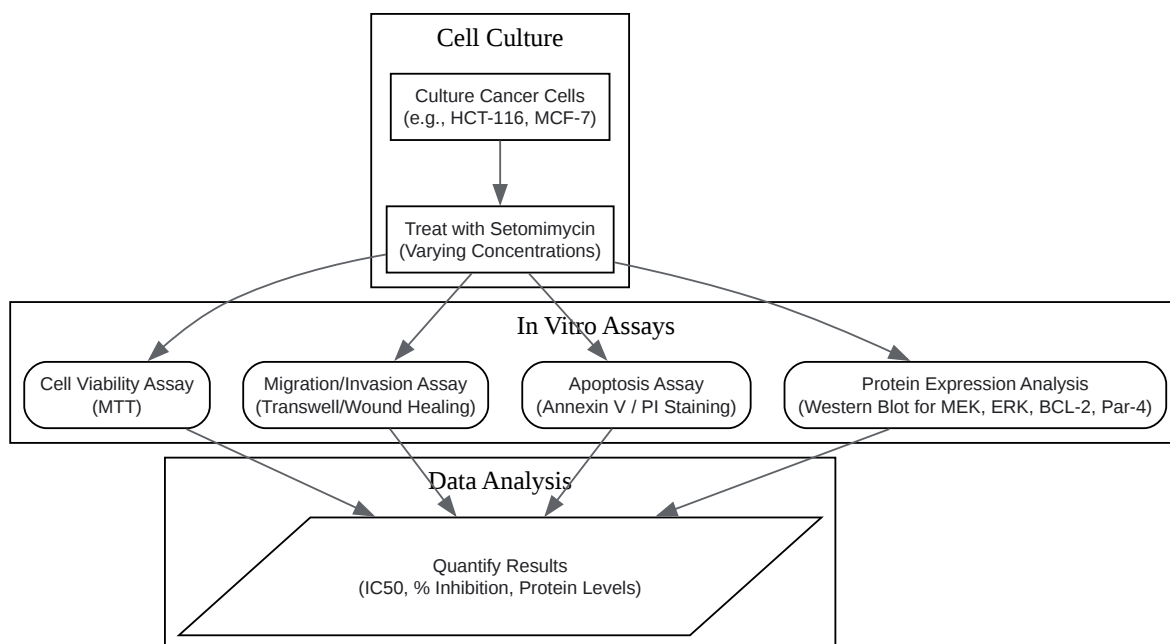 Cell Culture
Culture Cancer Cells
(e.g., HCT-116, MCF-7)
Treat with Setomimycin
(Varying Concentrations)
In Vitro Assays
Cell Viability Assay
(MTT)
Migration/Invasion Assay
(Transwell/Wound Healing)
Apoptosis Assay
(Annexin V / PI Staining)
Protein Expression Analysis
(Western Blot for MEK, ERK, BCL-2, Par-4)
Data Analysis
Quantify Results
(IC50, % Inhibition, Protein Levels)